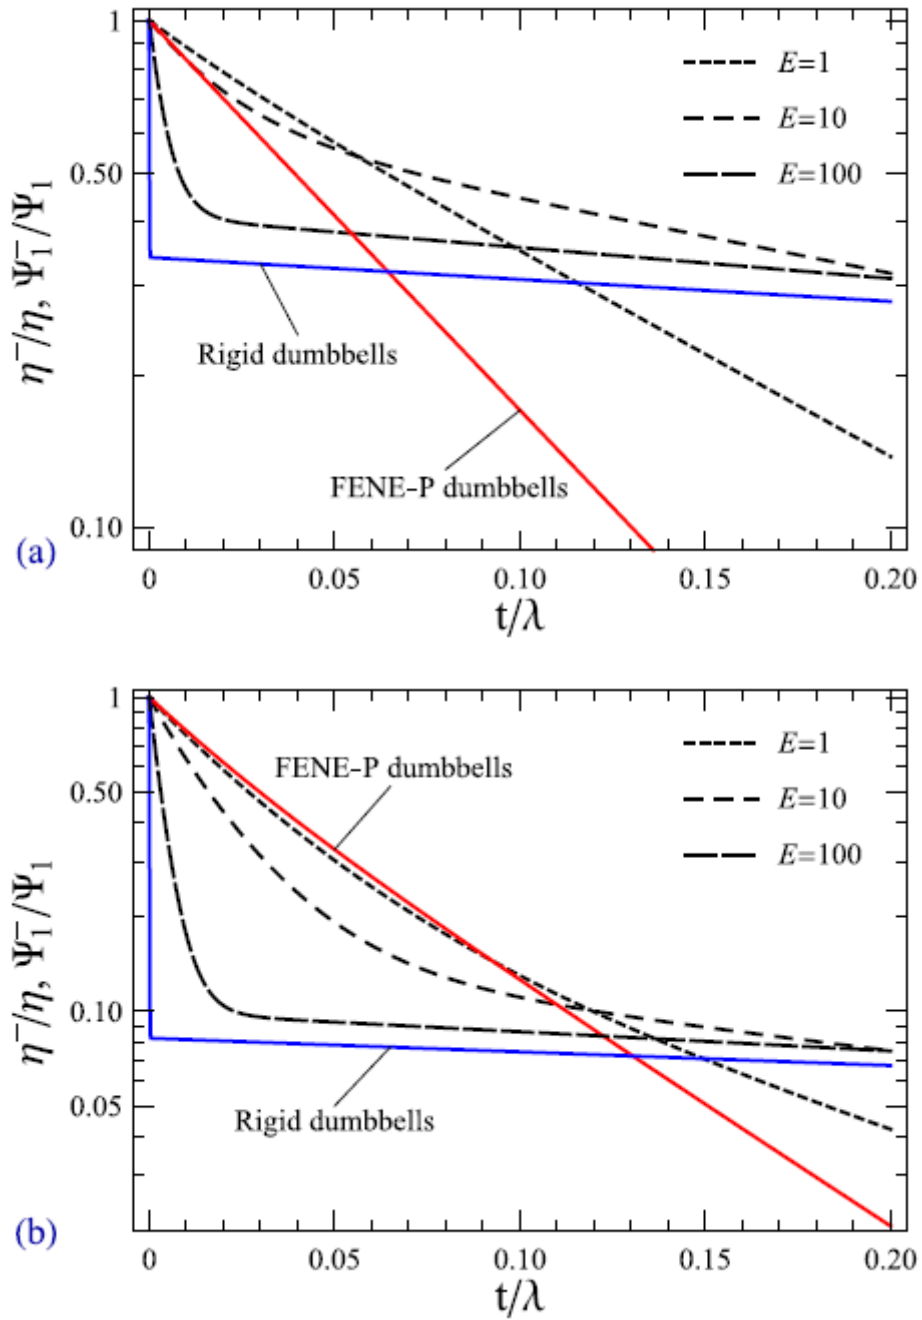 1
E=1
E=10
0.50
E=100
η⁻/η, Ψ₁⁻/Ψ₁
Rigid dumbbells
0.20
FENE-P dumbbells
0.10
(a)
0 0.05 0.10 0.15 0.20
t/λ
1
E=1
FENE-P dumbbells
0.50
E=10
E=100
η⁻/η, Ψ₁⁻/Ψ₁
0.10
0.05
Rigid dumbbells
(b)
0 0.05 0.10 0.15 0.20
t/λ